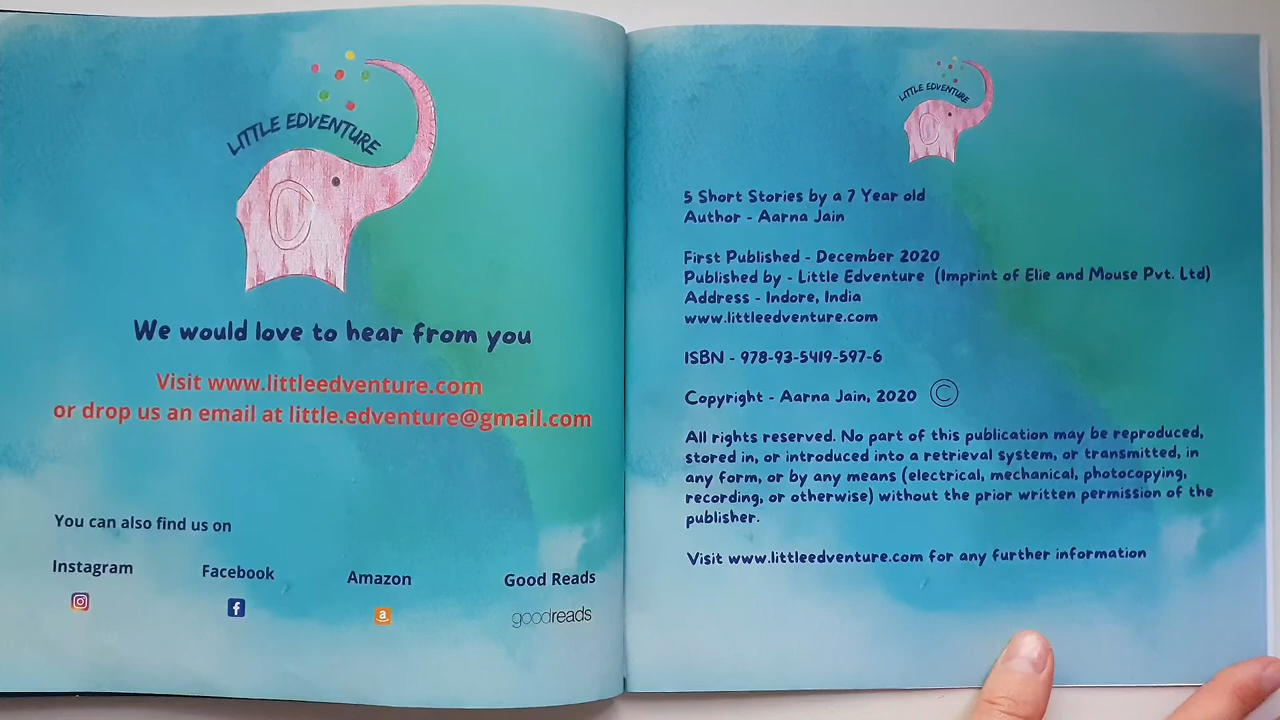 LITTLE EDVENTURE
We would love to hear from you
Visit www.littleedventure.com
or drop us an email at little.edventure@gmail.com
You can also find us on
Instagram
Facebook
Amazon
Good Reads
goodreads
LITTLE EDVENTURE
5 Short Stories by a 7 Year old
Author - Aarna Jain
First Published - December 2020
Published by - Little Edventure (Imprint of Elie and Mouse Pvt. Ltd)
Address - Indore, India
www.littleedventure.com
ISBN - 978-93-5419-597-6
Copyright - Aarna Jain, 2020 ©
All rights reserved. No part of this publication may be reproduced,
stored in, or introduced into a retrieval system, or transmitted, in
any form, or by any means (electrical, mechanical, photocopying,
recording, or otherwise) without the prior written permission of the
publisher.
Visit www.littleedventure.com for any further information